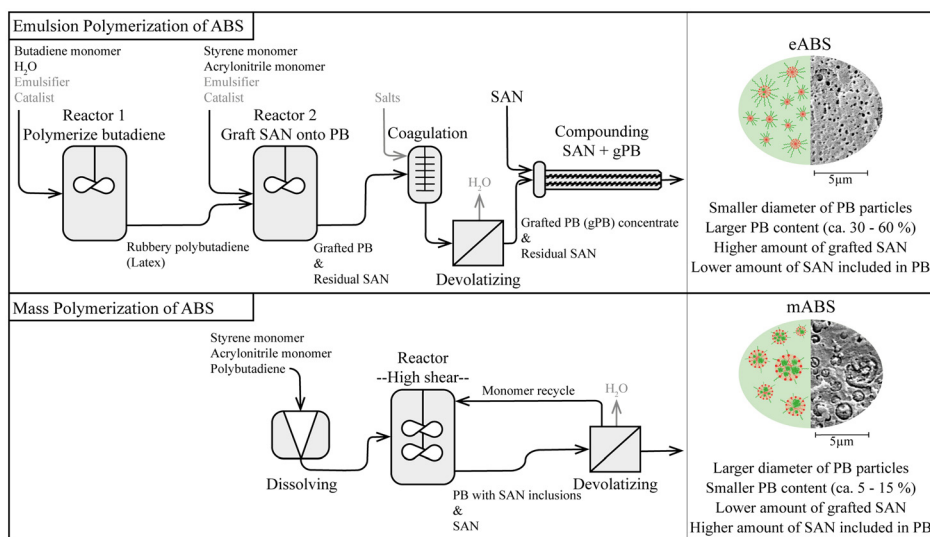 Emulsion Polymerization of ABS
Butadiene monomer
H₂O
Emulsifier
Catalist
Reactor 1
Polymerize butadiene
Styrene monomer
Acrylonitrile monomer
Emulsifier
Catalist
Reactor 2
Graft SAN onto PB
Salts
Coagulation
SAN
Compounding
SAN + gPB
H₂O
Rubbery polybutadiene
(Latex)
Grafted PB
&
Residual SAN
Devolatizing
Grafted PB (gPB) concentrate
&
Residual SAN
eABS
5µm
Smaller diameter of PB particles
Larger PB content (ca. 30 - 60 %)
Higher amount of grafted SAN
Lower amount of SAN included in PB
Mass Polymerization of ABS
Styrene monomer
Acrylonitrile monomer
Polybutadiene
Dissolving
Reactor
--High shear--
Monomer recycle
H₂O
PB with SAN inclusions
&
SAN
Devolatizing
mABS
5µm
Larger diameter of PB particles
Smaller PB content (ca. 5 - 15 %)
Lower amount of grafted SAN
Higher amount of SAN included in PB